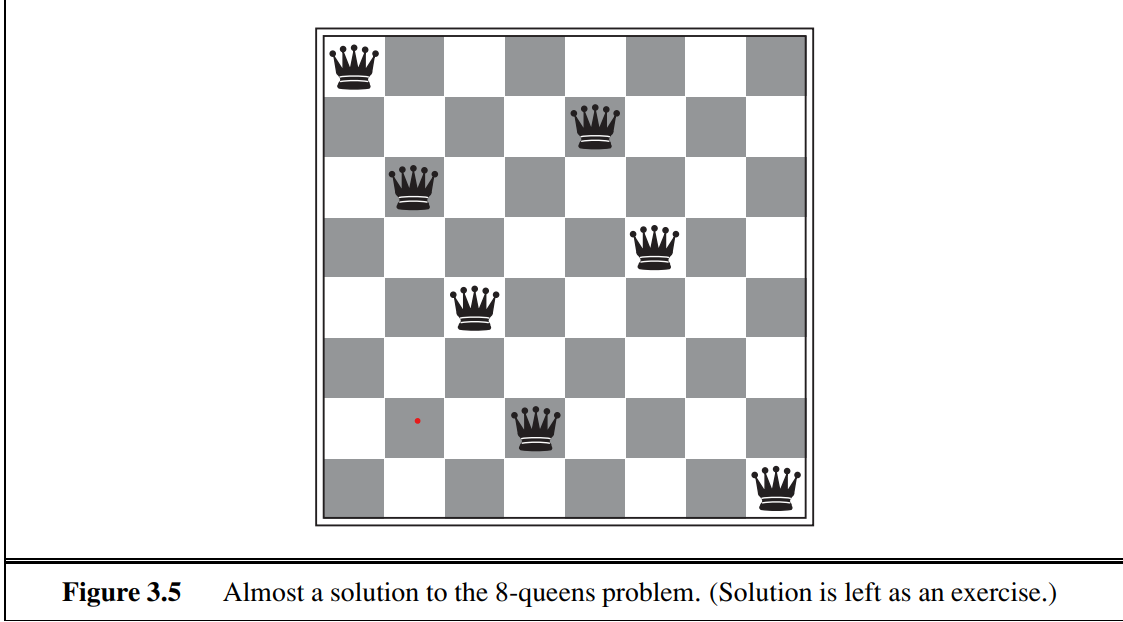 Figure 3.5 Almost a solution to the 8-queens problem. (Solution is left as an exercise.)